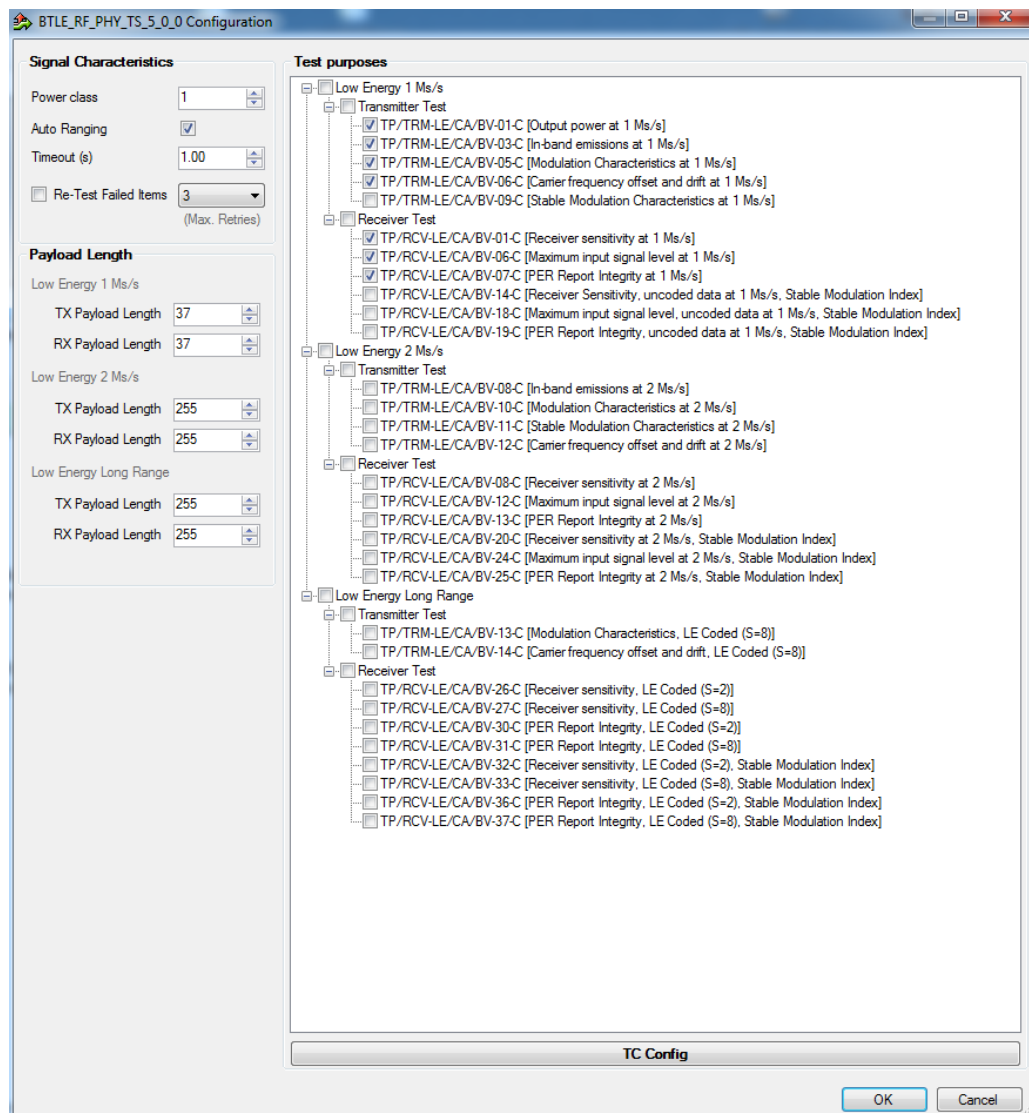 BTLE_RF_PHY_TS_5_0_0 Configuration
Signal Characteristics
Power class 1
Auto Ranging
Timeout (s) 1.00
Re-Test Failed Items 3
(Max. Retries)
Payload Length
Low Energy 1 Ms/s
TX Payload Length 37
RX Payload Length 37
Low Energy 2 Ms/s
TX Payload Length 255
RX Payload Length 255
Low Energy Long Range
TX Payload Length 255
RX Payload Length 255
Test purposes
Low Energy 1 Ms/s
Transmitter Test
TP/TRM-LE/CA/BV-01-C [Output power at 1 Ms/s]
TP/TRM-LE/CA/BV-03-C [In-band emissions at 1 Ms/s]
TP/TRM-LE/CA/BV-05-C [Modulation Characteristics at 1 Ms/s]
TP/TRM-LE/CA/BV-06-C [Carrier frequency offset and drift at 1 Ms/s]
TP/TRM-LE/CA/BV-09-C [Stable Modulation Characteristics at 1 Ms/s]
Receiver Test
TP/RCV-LE/CA/BV-01-C [Receiver sensitivity at 1 Ms/s]
TP/RCV-LE/CA/BV-06-C [Maximum input signal level at 1 Ms/s]
TP/RCV-LE/CA/BV-07-C [PER Report Integrity at 1 Ms/s]
TP/RCV-LE/CA/BV-14-C [Receiver Sensitivity, uncoded data at 1 Ms/s, Stable Modulation Index]
TP/RCV-LE/CA/BV-18-C [Maximum input signal level, uncoded data at 1 Ms/s, Stable Modulation Index]
TP/RCV-LE/CA/BV-19-C [PER Report Integrity, uncoded data at 1 Ms/s, Stable Modulation Index]
Low Energy 2 Ms/s
Transmitter Test
TP/TRM-LE/CA/BV-08-C [In-band emissions at 2 Ms/s]
TP/TRM-LE/CA/BV-10-C [Modulation Characteristics at 2 Ms/s]
TP/TRM-LE/CA/BV-11-C [Stable Modulation Characteristics at 2 Ms/s]
TP/TRM-LE/CA/BV-12-C [Carrier frequency offset and drift at 2 Ms/s]
Receiver Test
TP/RCV-LE/CA/BV-08-C [Receiver sensitivity at 2 Ms/s]
TP/RCV-LE/CA/BV-12-C [Maximum input signal level at 2 Ms/s]
TP/RCV-LE/CA/BV-13-C [PER Report Integrity at 2 Ms/s]
TP/RCV-LE/CA/BV-20-C [Receiver sensitivity at 2 Ms/s, Stable Modulation Index]
TP/RCV-LE/CA/BV-24-C [Maximum input signal level at 2 Ms/s, Stable Modulation Index]
TP/RCV-LE/CA/BV-25-C [PER Report Integrity at 2 Ms/s, Stable Modulation Index]
Low Energy Long Range
Transmitter Test
TP/TRM-LE/CA/BV-13-C [Modulation Characteristics, LE Coded (S=8)]
TP/TRM-LE/CA/BV-14-C [Carrier frequency offset and drift, LE Coded (S=8)]
Receiver Test
TP/RCV-LE/CA/BV-26-C [Receiver sensitivity, LE Coded (S=2)]
TP/RCV-LE/CA/BV-27-C [Receiver sensitivity, LE Coded (S=8)]
TP/RCV-LE/CA/BV-30-C [PER Report Integrity, LE Coded (S=2)]
TP/RCV-LE/CA/BV-31-C [PER Report Integrity, LE Coded (S=8)]
TP/RCV-LE/CA/BV-32-C [Receiver sensitivity, LE Coded (S=2), Stable Modulation Index]
TP/RCV-LE/CA/BV-33-C [Receiver sensitivity, LE Coded (S=8), Stable Modulation Index]
TP/RCV-LE/CA/BV-36-C [PER Report Integrity, LE Coded (S=2), Stable Modulation Index]
TP/RCV-LE/CA/BV-37-C [PER Report Integrity, LE Coded (S=8), Stable Modulation Index]
TC Config
OK Cancel